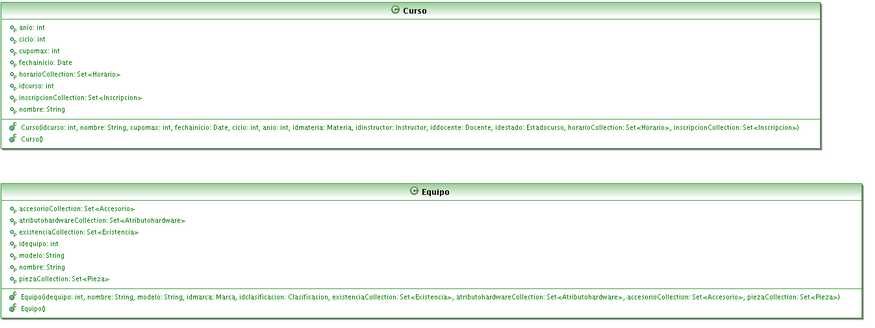 Curso
anio: int
ciclo: int
cupomax: int
fechainicio: Date
horarioCollection: Set<Horario>
idcurso: int
inscripcionCollection: Set<Inscripcion>
nombre: String
Curso(idcurso: int, nombre: String, cupomax: int, fechainicio: Date, ciclo: int, anio: int, idmateria: Materia, idinstructor: Instructor, iddocente: Docente, idestado: Estadocurso, horarioCollection: Set<Horario>, inscripcionCollection: Set<Inscripcion>)
Curso()
Equipo
accesorioCollection: Set<Accesorio>
atributohardwareCollection: Set<Atributohardware>
existenciaCollection: Set<Existencia>
idequipo: int
modelo: String
nombre: String
piezaCollection: Set<Pieza>
Equipo(idequipo: int, nombre: String, modelo: String, idmarca: Marca, idclasificacion: Clasificacion, existenciaCollection: Set<Existencia>, atributohardwareCollection: Set<Atributohardware>, accesorioCollection: Set<Accesorio>, piezaCollection: Set<Pieza>)
Equipo()